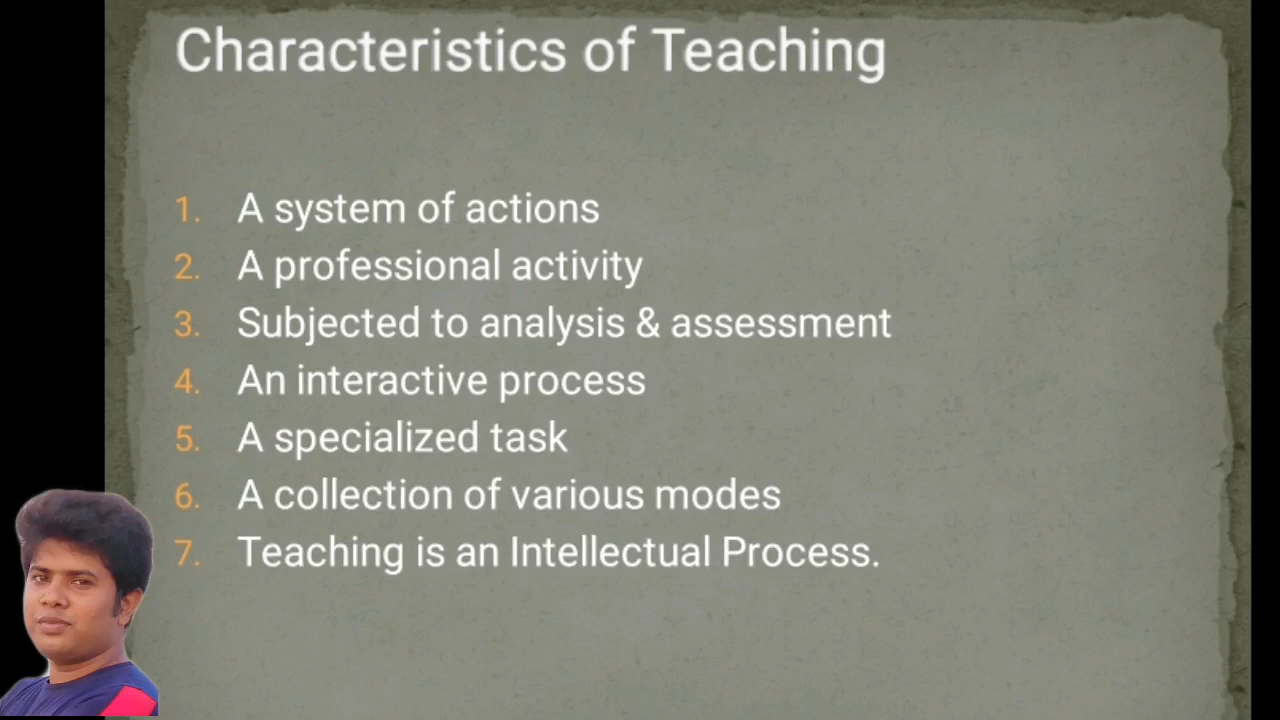 Characteristics of Teaching
1. A system of actions
2. A professional activity
3. Subjected to analysis & assessment
4. An interactive process
5. A specialized task
6. A collection of various modes
7. Teaching is an Intellectual Process.